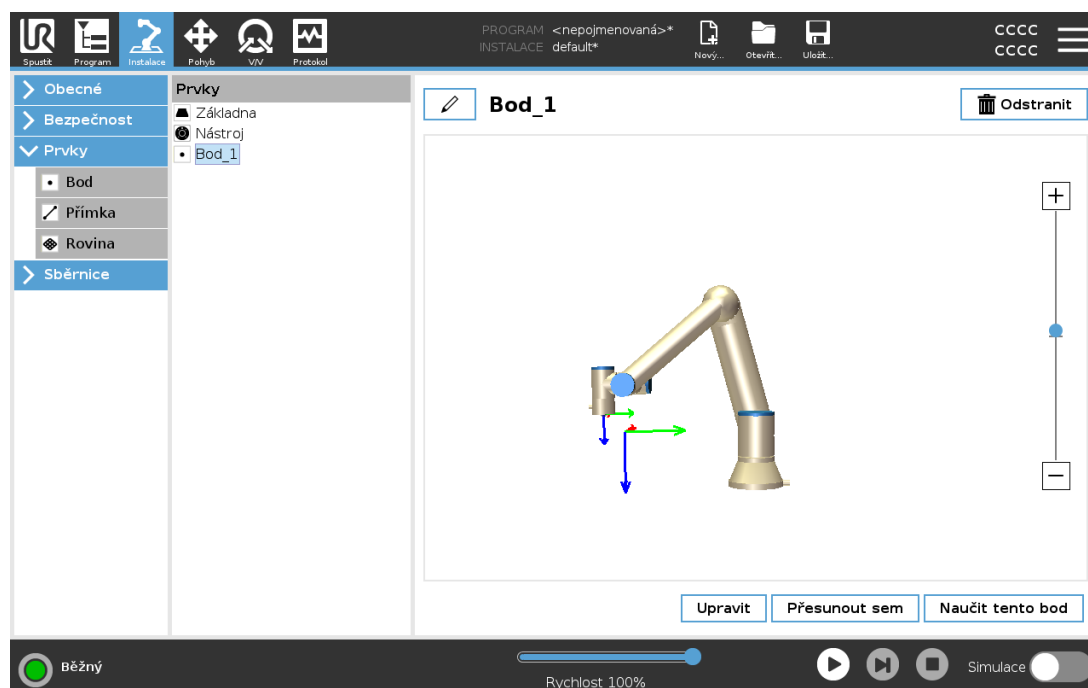 PROGRAM <nepojmenovaná>*
INSTALACE default*
UR
Spustit Program Instalace Pohyb V/V Protokol
Nový... Otevřít... Uložit...
CCCC
CCCC
Obecné
Bezpečnost
Prvky
Bod
Přímka
Rovina
Sběrnice
Prvky
Základna
Nástroj
Bod_1
Bod_1
Odstranit
Upravit Přesunout sem Naučit tento bod
Běžný
Rychlost 100%
Simulace